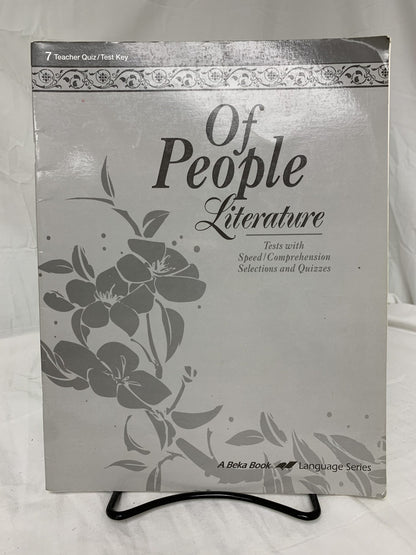 7 Teacher Quiz/Test Key
Of
People
Literature
Tests with
Speed/Comprehension
Selections and Quizzes
A Beka Book Language Series